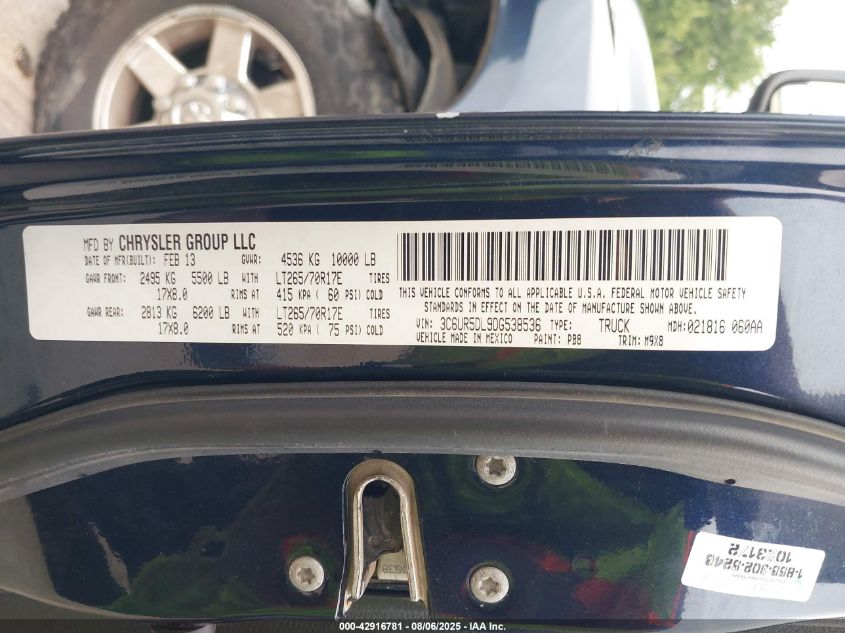 MFD BY CHRYSLER GROUP LLC
DATE OF MFR(BUILT): FEB 13 GVWR: 4536 KG 10000 LB
GAWR FRONT: 2495 KG 5500 LB WITH LT265/70R17E TIRES
17X8.0 RIMS AT 415 KPA ( 60 PSI) COLD
GAWR REAR: 2813 KG 6200 LB WITH LT265/70R17E TIRES
17X8.0 RIMS AT 520 KPA ( 75 PSI) COLD
THIS VEHICLE CONFORMS TO ALL APPLICABLE U.S.A. FEDERAL MOTOR VEHICLE SAFETY
STANDARDS IN EFFECT ON THE DATE OF MANUFACTURE SHOWN ABOVE.
VIN: 3C6UR5DL9DG538536 TYPE: TRUCK MDH: 021816 060AA
VEHICLE MADE IN MEXICO PAINT: PB8 TRIM: M9X8
1-855-302-5248
000-42916781 - 08/06/2025 - IAA Inc.